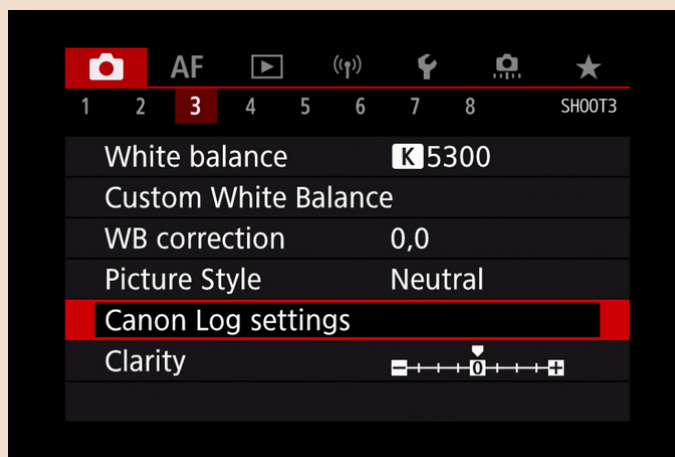 AF
1 2 3 4 5 6 7 8 SHOOT3
White balance K 5300
Custom White Balance
WB correction 0,0
Picture Style Neutral
Canon Log settings
Clarity 0